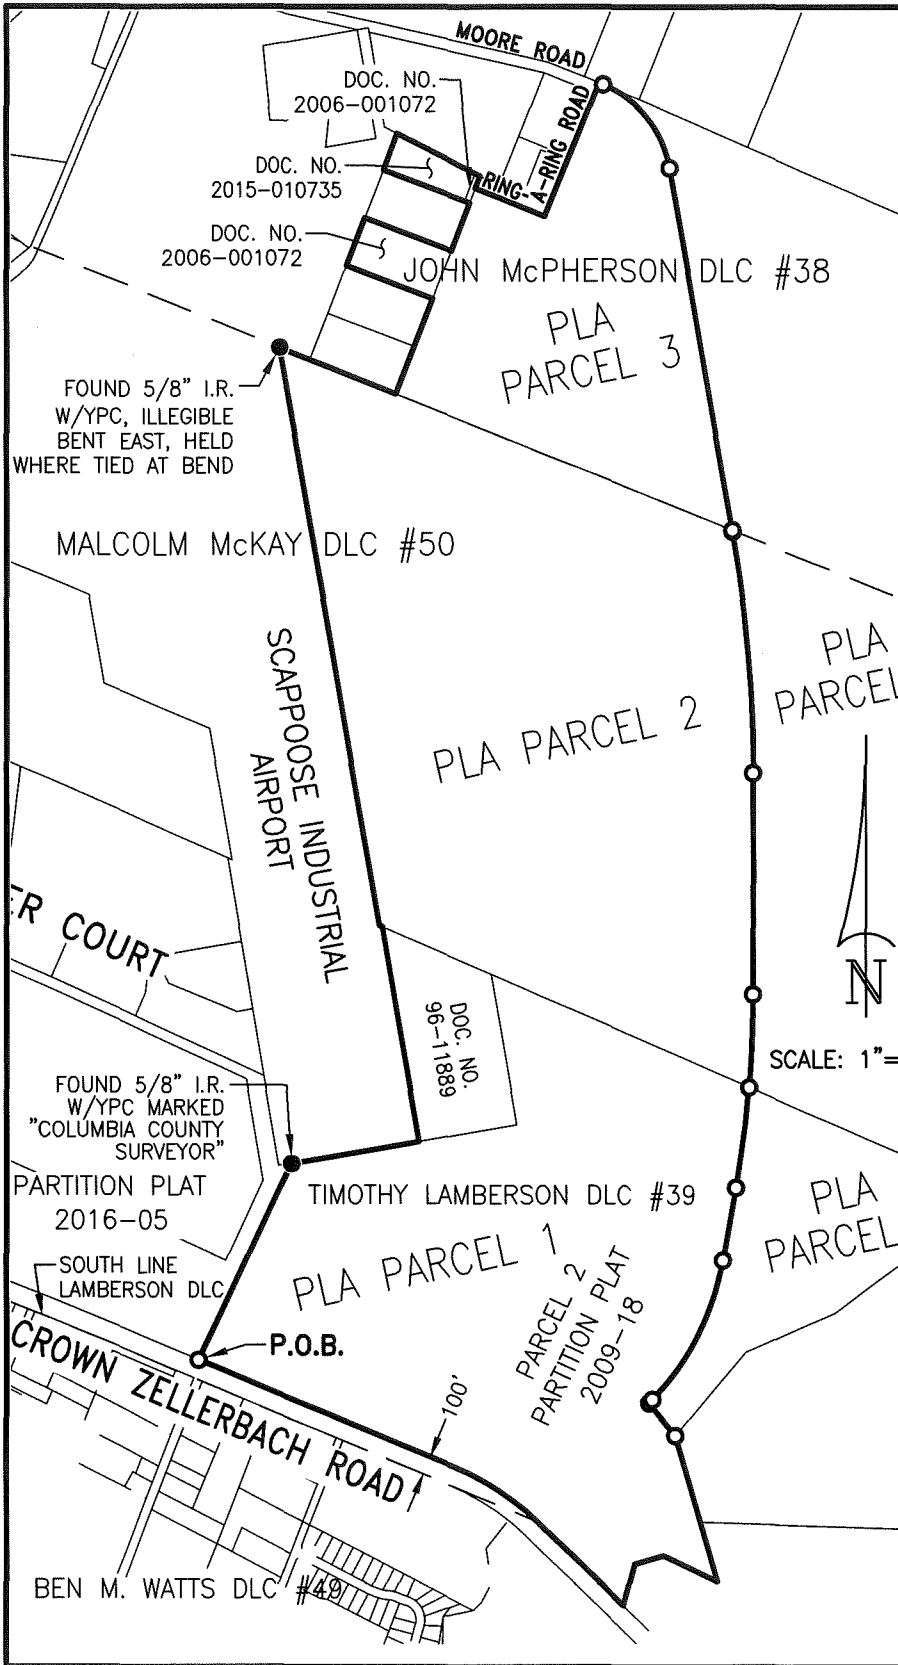 MOORE ROAD
DOC. NO.
2006-001072
DOC. NO.
2015-010735
RING-A-RING ROAD
DOC. NO.
2006-001072
JOHN McPHERSON DLC #38
PLA
PARCEL 3
FOUND 5/8" I.R.
W/YPC, ILLEGIBLE
BENT EAST, HELD
WHERE TIED AT BEND
MALCOLM McKAY DLC #50
SCAPPOOSE INDUSTRIAL
AIRPORT
PLA PARCEL 2
PLA
PARCEL
ER COURT
N
DOC. NO.
96-11889
SCALE: 1"=
FOUND 5/8" I.R.
W/YPC MARKED
"COLUMBIA COUNTY
SURVEYOR"
PARTITION PLAT
2016-05
TIMOTHY LAMBERSON DLC #39
PLA PARCEL 1
PARCEL 2
PARTITION PLAT
2009-18
PLA
PARCEL
SOUTH LINE
LAMBERSON DLC
P.O.B.
CROWN ZELLERBACH ROAD
100'
BEN M. WATTS DLC #49